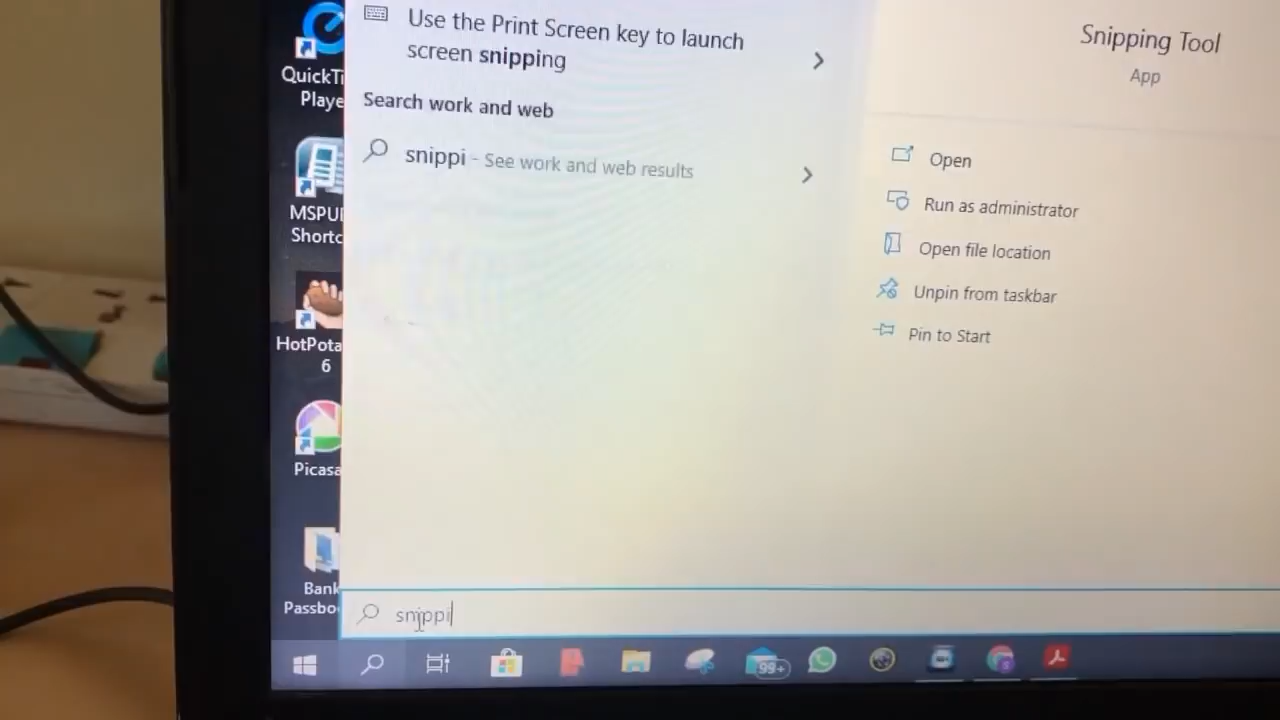 QuickTi
Playe
MSPU
Shortc
HotPota
6
Picasa
Bank
Passbo
Use the Print Screen key to launch
screen snipping
Search work and web
snippi - See work and web results
Snipping Tool
App
Open
Run as administrator
Open file location
Unpin from taskbar
Pin to Start
snippi
99+